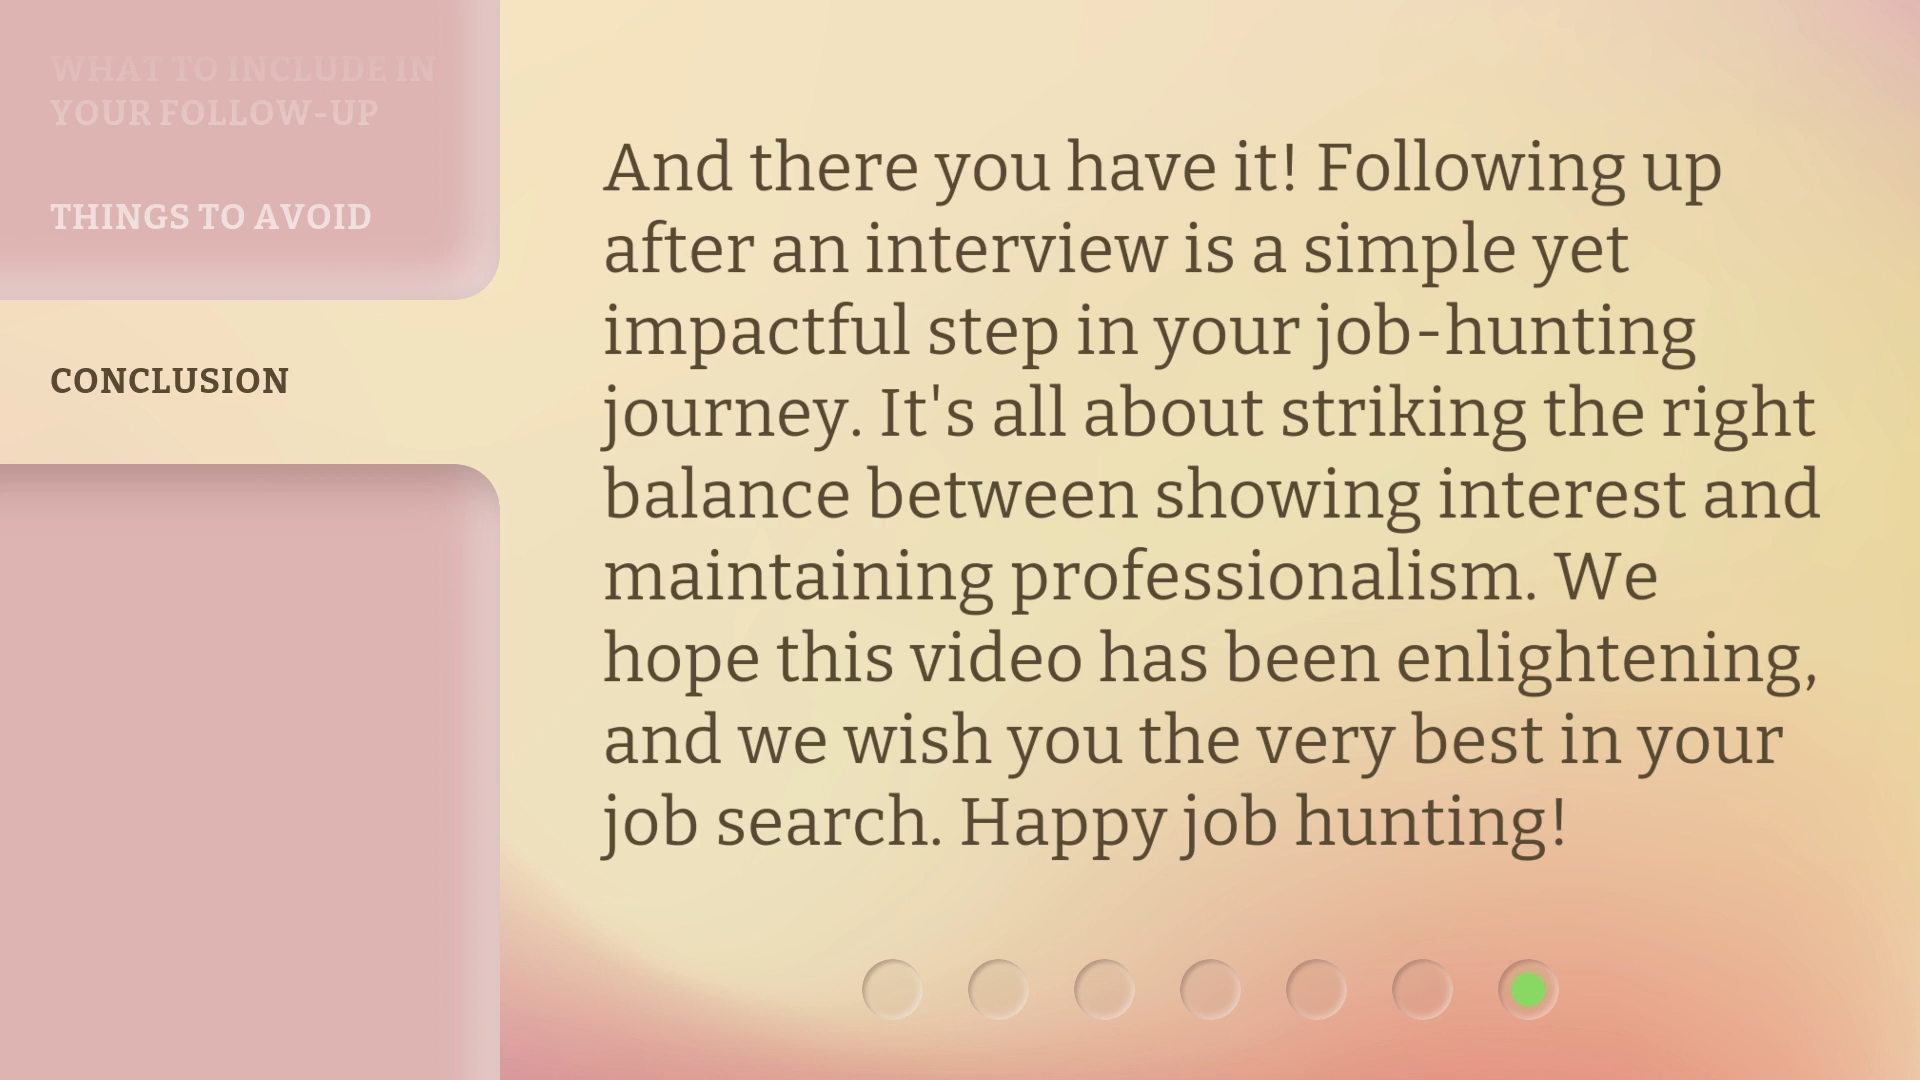 WHAT TO INCLUDE IN
YOUR FOLLOW-UP
THINGS TO AVOID
CONCLUSION
And there you have it! Following up
after an interview is a simple yet
impactful step in your job-hunting
journey. It's all about striking the right
balance between showing interest and
maintaining professionalism. We
hope this video has been enlightening,
and we wish you the very best in your
job search. Happy job hunting!